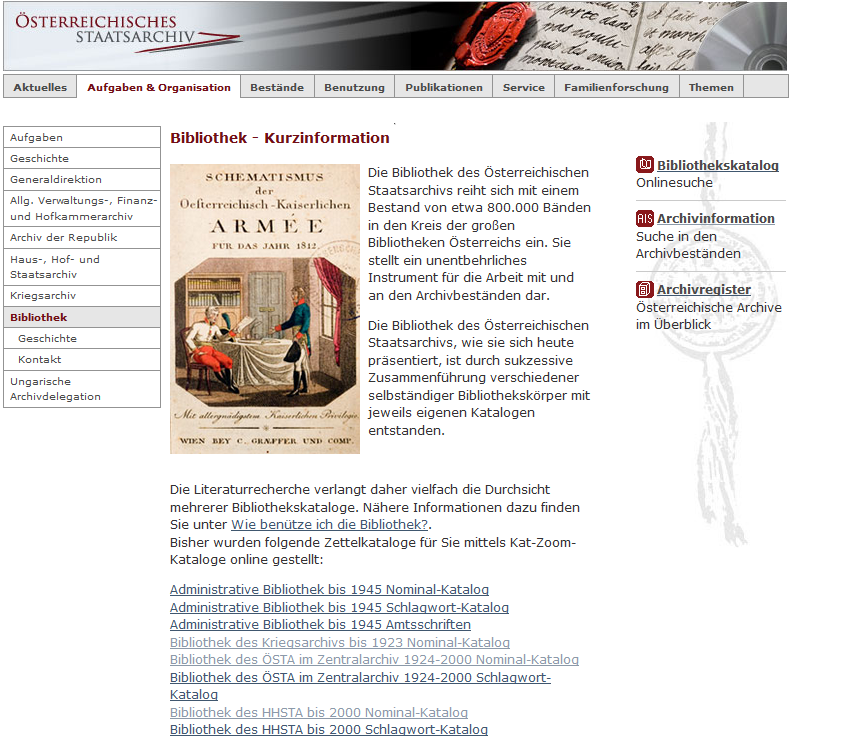 ÖSTERREICHISCHES
STAATSARCHIV
Aktuelles
Aufgaben & Organisation
Bestände
Benutzung
Publikationen
Service
Familienforschung
Themen
Aufgaben
Geschichte
Generaldirektion
Allg. Verwaltungs-, Finanz-
und Hofkammerarchiv
Archiv der Republik
Haus-, Hof- und
Staatsarchiv
Kriegsarchiv
Bibliothek
Geschichte
Kontakt
Ungarische
Archivdelegation
Bibliothek - Kurzinformation
SCHEMATISMUS
der
Oesterreichisch-Kaiserlichen
ARMÉE
FÜR DAS JAHR 1812.
Mit allergnädigstem Kaiserlichen Privilegio
WIEN BEY C. GRÆFFER UND COMP.
Die Bibliothek des Österreichischen
Staatsarchivs reiht sich mit einem
Bestand von etwa 800.000 Bänden
in den Kreis der großen
Bibliotheken Österreichs ein. Sie
stellt ein unentbehrliches
Instrument für die Arbeit mit und
an den Archivbeständen dar.
Die Bibliothek des Österreichischen
Staatsarchivs, wie sie sich heute
präsentiert, ist durch sukzessive
Zusammenführung verschiedener
selbständiger Bibliothekskörper mit
jeweils eigenen Katalogen
entstanden.
Die Literaturrecherche verlangt daher vielfach die Durchsicht
mehrerer Bibliothekskataloge. Nähere Informationen dazu finden
Sie unter Wie benütze ich die Bibliothek?.
Bisher wurden folgende Zettelkataloge für Sie mittels Kat-Zoom-
Kataloge online gestellt:
Administrative Bibliothek bis 1945 Nominal-Katalog
Administrative Bibliothek bis 1945 Schlagwort-Katalog
Administrative Bibliothek bis 1945 Amtsschriften
Bibliothek des Kriegsarchivs bis 1923 Nominal-Katalog
Bibliothek des ÖSTA im Zentralarchiv 1924-2000 Nominal-Katalog
Bibliothek des ÖSTA im Zentralarchiv 1924-2000 Schlagwort-
Katalog
Bibliothek des HHSTA bis 2000 Nominal-Katalog
Bibliothek des HHSTA bis 2000 Schlagwort-Katalog
Bibliothekskatalog
Onlinesuche
AIS Archivinformation
Suche in den
Archivbeständen
Archivregister
Österreichische Archive
im Überblick